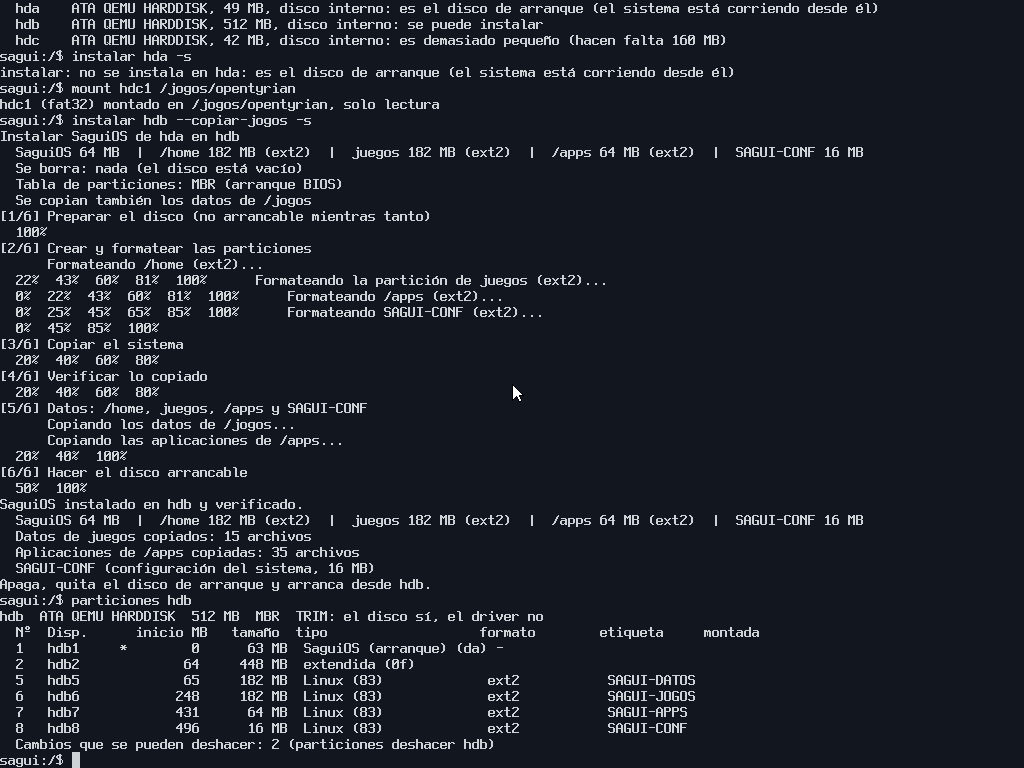 hda    ATA QEMU HARDDISK, 49 MB, disco interno: es el disco de arranque (el sistema está corriendo desde él)
hdb    ATA QEMU HARDDISK, 512 MB, disco interno: se puede instalar
hdc    ATA QEMU HARDDISK, 42 MB, disco interno: es demasiado pequeño (hacen falta 160 MB)
sagui:/$ instalar hda -s
instalar: no se instala en hda: es el disco de arranque (el sistema está corriendo desde él)
sagui:/$ mount hdc1 /jogos/opentyrian
hdc1 (fat32) montado en /jogos/opentyrian, solo lectura
sagui:/$ instalar hdb --copiar-jogos -s
Instalar SaguiOS de hda en hdb
  SaguiOS 64 MB  |  /home 182 MB (ext2)  |  juegos 182 MB (ext2)  |  /apps 64 MB (ext2)  |  SAGUI-CONF 16 MB
  Se borra: nada (el disco está vacío)
  Tabla de particiones: MBR (arranque BIOS)
  Se copian también los datos de /jogos
[1/6] Preparar el disco (no arrancable mientras tanto)
  100%
[2/6] Crear y formatear las particiones
      Formateando /home (ext2)...
  22%  43%  60%  81%  100%      Formateando la partición de juegos (ext2)...
  0%  22%  43%  60%  81%  100%      Formateando /apps (ext2)...
  0%  25%  45%  65%  85%  100%      Formateando SAGUI-CONF (ext2)...
  0%  45%  85%  100%
[3/6] Copiar el sistema
  20%  40%  60%  80%
[4/6] Verificar lo copiado
  20%  40%  60%  80%
[5/6] Datos: /home, juegos, /apps y SAGUI-CONF
      Copiando los datos de /jogos...
      Copiando las aplicaciones de /apps...
  20%  40%  100%
[6/6] Hacer el disco arrancable
  50%  100%
SaguiOS instalado en hdb y verificado.
  SaguiOS 64 MB  |  /home 182 MB (ext2)  |  juegos 182 MB (ext2)  |  /apps 64 MB (ext2)  |  SAGUI-CONF 16 MB
  Datos de juegos copiados: 15 archivos
  Aplicaciones de /apps copiadas: 35 archivos
  SAGUI-CONF (configuración del sistema, 16 MB)
Apaga, quita el disco de arranque y arranca desde hdb.
sagui:/$ particiones hdb
hdb  ATA QEMU HARDDISK  512 MB  MBR  TRIM: el disco sí, el driver no
  Nº  Disp.      inicio MB   tamaño  tipo                   formato        etiqueta     montada
  1   hdb1     *        0      63 MB  SaguiOS (arranque) (da) -
  2   hdb2             64     448 MB  extendida (0f)
  5   hdb5             65     182 MB  Linux (83)             ext2           SAGUI-DATOS
  6   hdb6            248     182 MB  Linux (83)             ext2           SAGUI-JOGOS
  7   hdb7            431      64 MB  Linux (83)             ext2           SAGUI-APPS
  8   hdb8            496      16 MB  Linux (83)             ext2           SAGUI-CONF
  Cambios que se pueden deshacer: 2 (particiones deshacer hdb)
sagui:/$